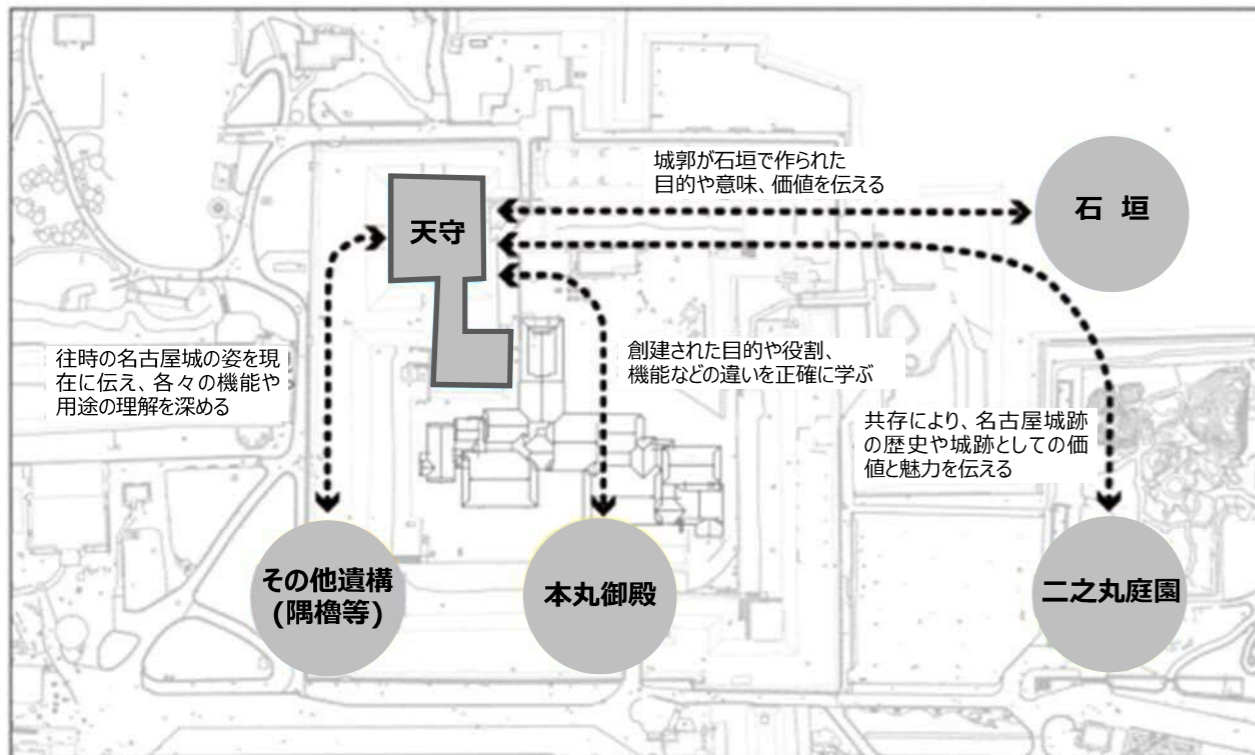 城郭が石垣で作られた
目的や意味、価値を伝える
石 垣
天守
往時の名古屋城の姿を現
在に伝え、各々の機能や
用途の理解を深める
創建された目的や役割、
機能などの違いを正確に学ぶ
共存により、名古屋城跡
の歴史や城跡としての価
値と魅力を伝える
その他遺構
(隅櫓等)
本丸御殿
二之丸庭園